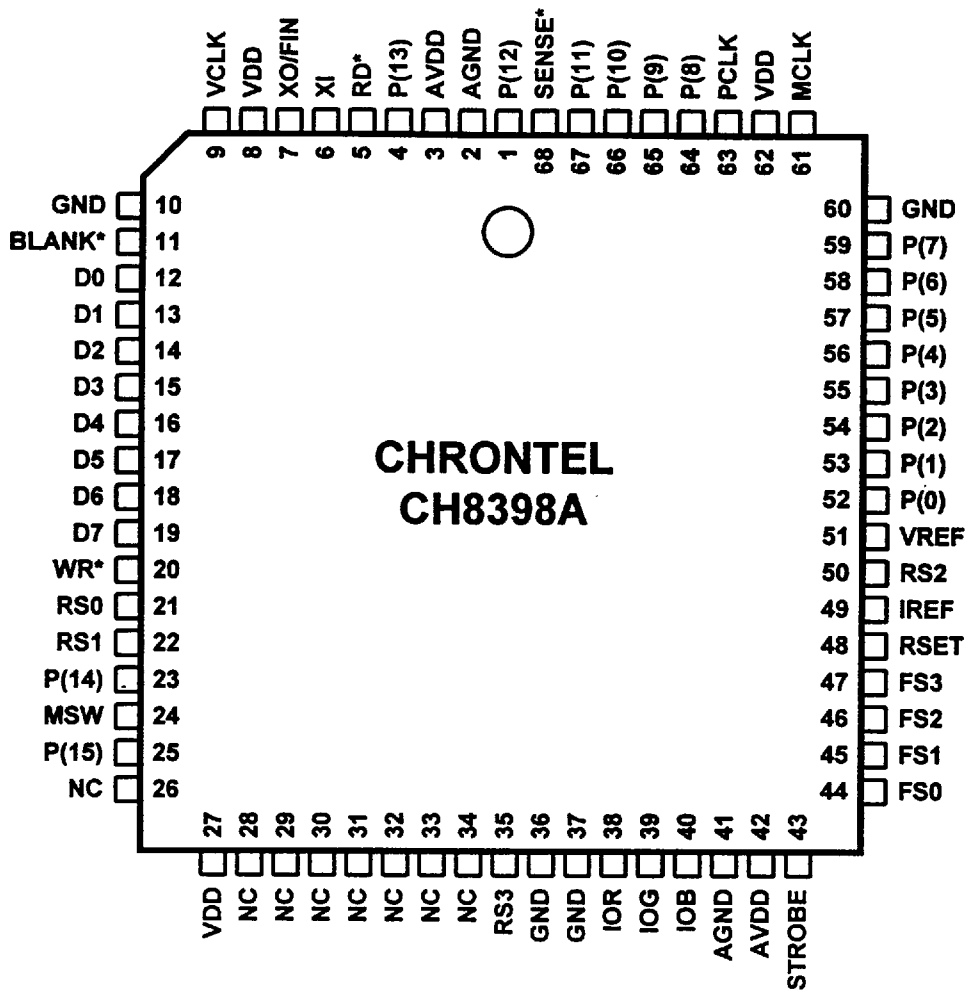 VCLK
VDD
XO/FIN
XI
RD*
P(13)
AVDD
AGND
P(12)
SENSE*
P(11)
P(10)
P(9)
P(8)
PCLK
VDD
MCLK
9 8 7 6 5 4 3 2 1 68 67 66 65 64 63 62 61
GND 10
BLANK* 11
D0 12
D1 13
D2 14
D3 15
D4 16
D5 17
D6 18
D7 19
WR* 20
RS0 21
RS1 22
P(14) 23
MSW 24
P(15) 25
NC 26
CHRONTEL
CH8398A
60 GND
59 P(7)
58 P(6)
57 P(5)
56 P(4)
55 P(3)
54 P(2)
53 P(1)
52 P(0)
51 VREF
50 RS2
49 IREF
48 RSET
47 FS3
46 FS2
45 FS1
44 FS0
27 28 29 30 31 32 33 34 35 36 37 38 39 40 41 42 43
VDD
NC
NC
NC
NC
NC
NC
NC
RS3
GND
GND
IOR
IOG
IOB
AGND
AVDD
STROBE